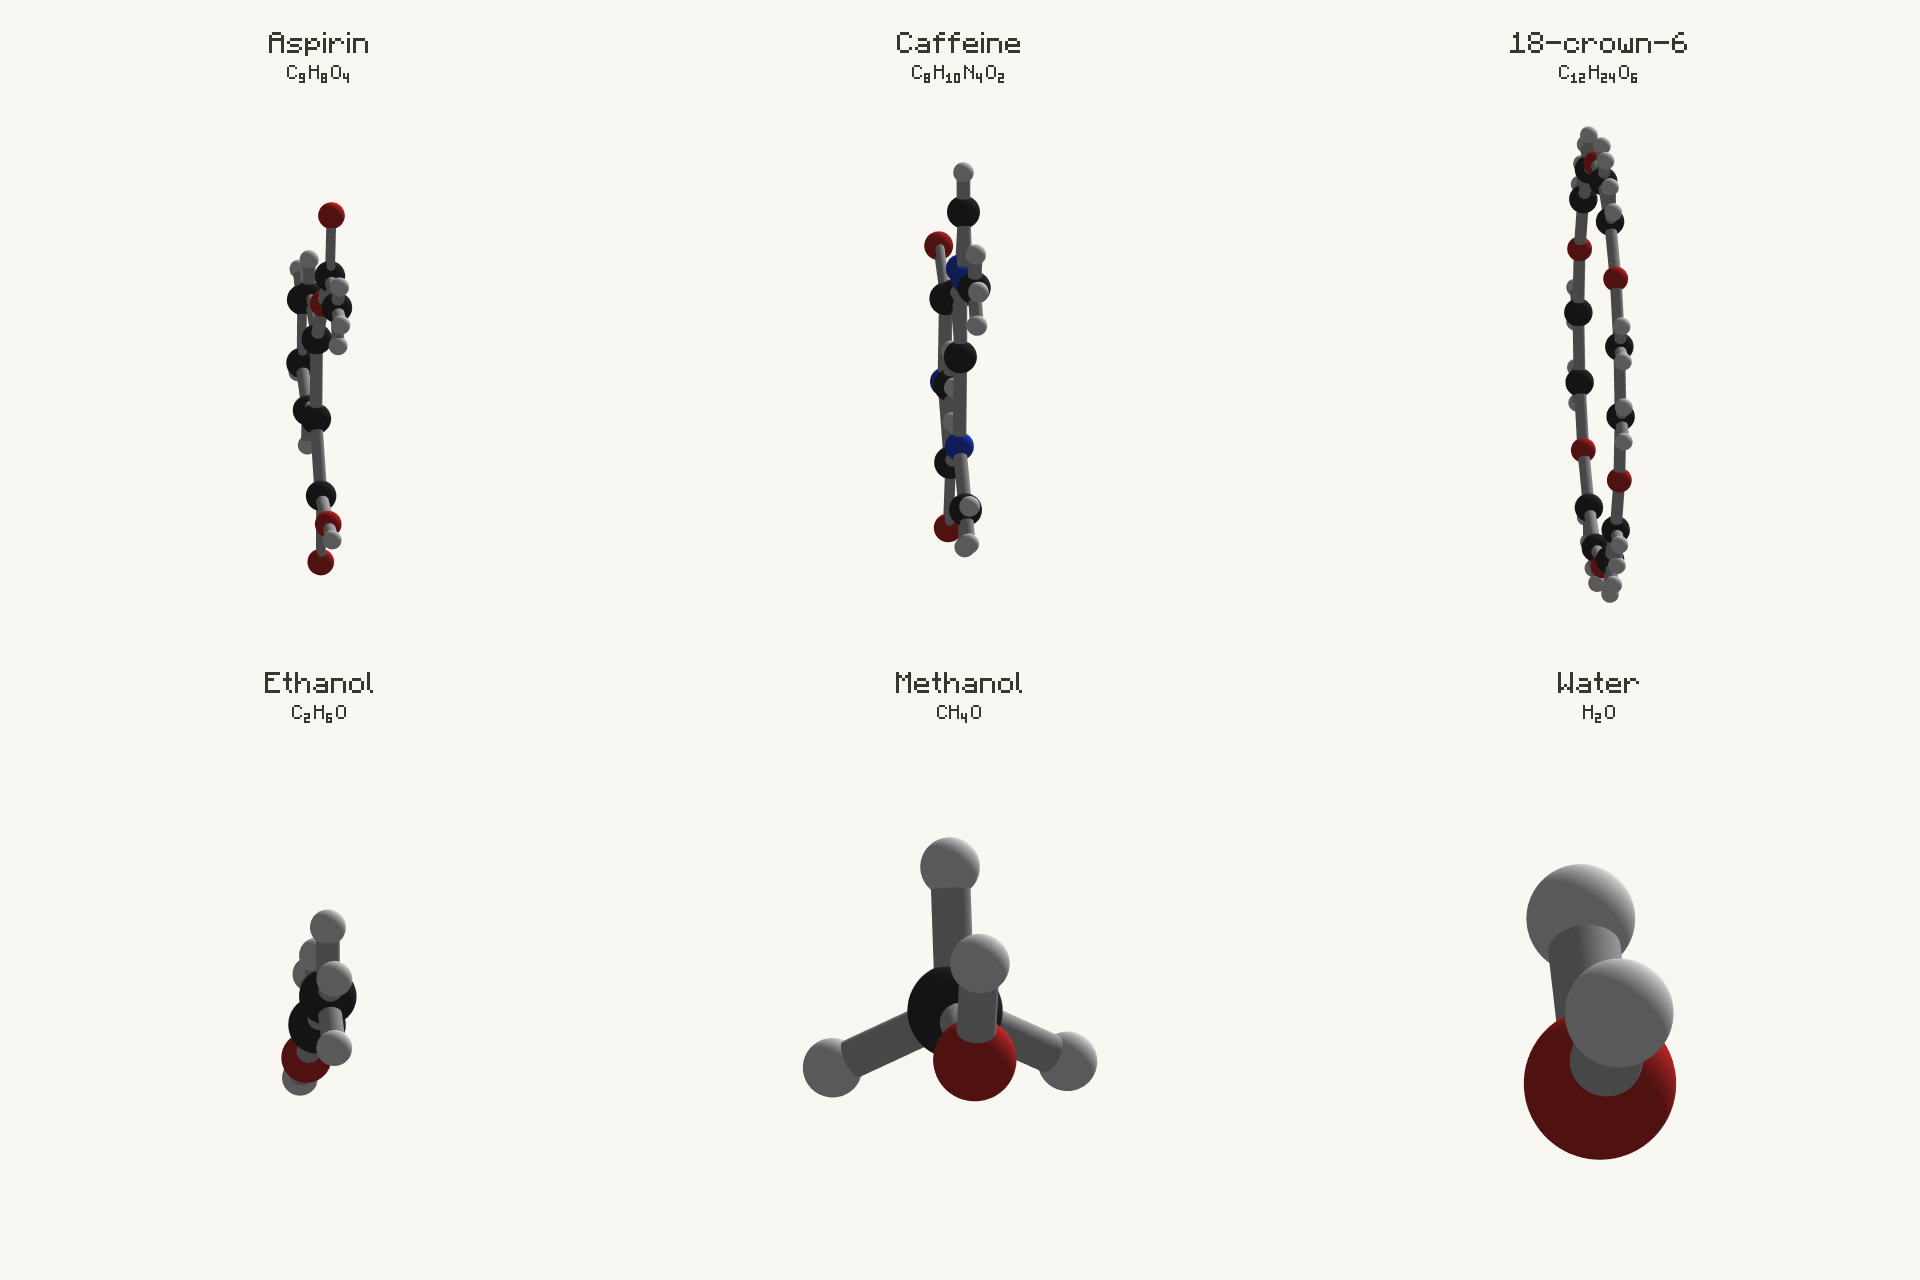 Aspirin
C₉H₈O₄
Caffeine
C₈H₁₀N₄O₂
18-crown-6
C₁₂H₂₄O₆
Ethanol
C₂H₆O
Methanol
CH₄O
Water
H₂O